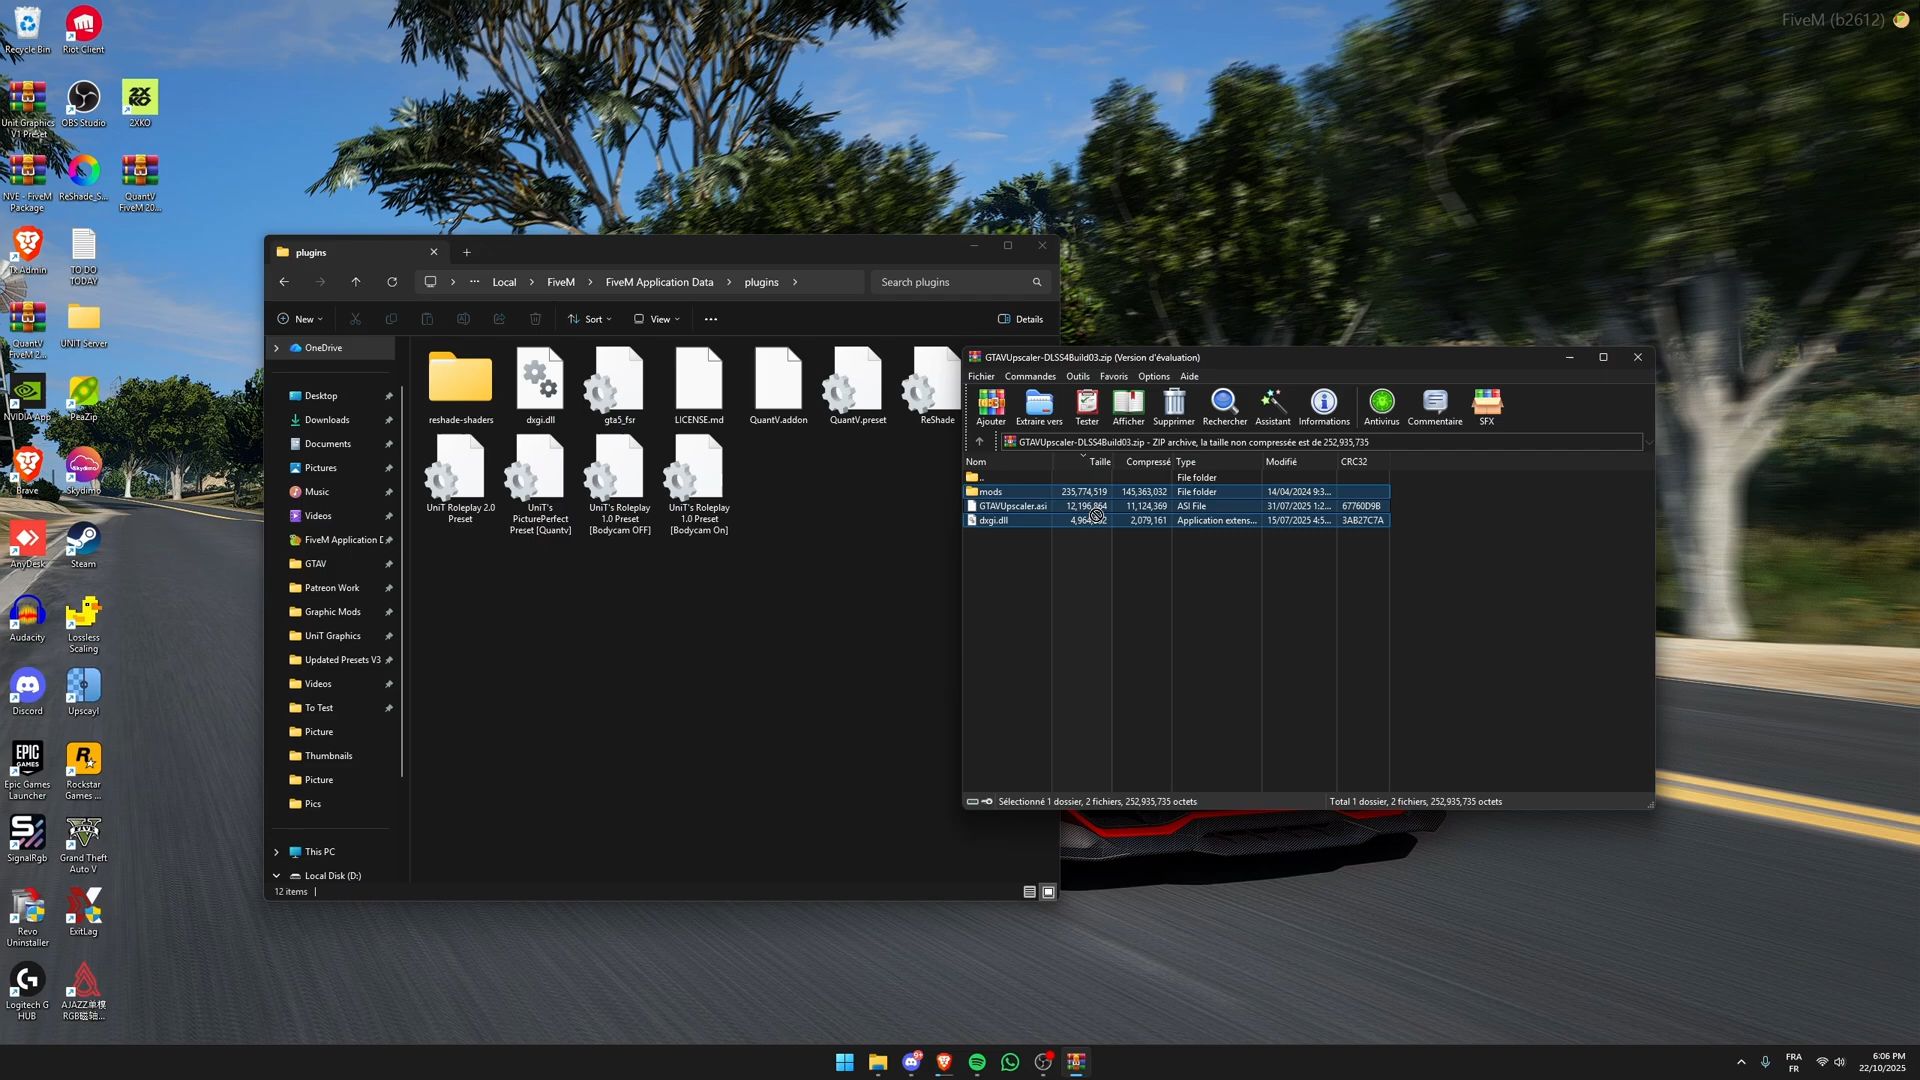 FiveM (b2612)
Recycle Bin
Riot Client
Unit Graphics
V1 Preset
OBS Studio
2XKO
NVE - FiveM
Package
ReShade_S...
QuantV
FiveM 20...
TxAdmin
TO DO
TODAY
QuantV
FiveM 2...
UNIT Server
NVIDIA App
PeaZip
Brave
Skydimo
AnyDesk
Steam
Audacity
Lossless
Scaling
Discord
Upscayl
Epic Games
Launcher
Rockstar
Games ...
SignalRgb
Grand Theft
Auto V
Revo
Uninstaller
ExitLag
Logitech G
HUB
AJAZZ单模
RGB磁轴...
plugins
Local
FiveM
FiveM Application Data
plugins
Search plugins
New
Sort
View
Details
OneDrive
Desktop
Downloads
Documents
Pictures
Music
Videos
FiveM Application D
GTAV
Patreon Work
Graphic Mods
UniT Graphics
Updated Presets V3
Videos
To Test
Picture
Thumbnails
Picture
Pics
This PC
Local Disk (D:)
reshade-shaders
dxgi.dll
gta5_fsr
LICENSE.md
QuantV.addon
QuantV.preset
ReShade
UniT Roleplay 2.0
Preset
UniT's
PicturePerfect
Preset [Quantv]
UniT's Roleplay
1.0 Preset
[Bodycam OFF]
UniT's Roleplay
1.0 Preset
[Bodycam On]
12 items
GTAVUpscaler-DLSS4Build03.zip (Version d'évaluation)
Fichier Commandes Outils Favoris Options Aide
Ajouter Extraire vers Tester Afficher Supprimer Rechercher Assistant Informations Antivirus Commentaire SFX
GTAVUpscaler-DLSS4Build03.zip - ZIP archive, la taille non compressée est de 252,935,735
Nom Taille Compressé Type Modifié CRC32
.. File folder
mods 235,774,519 145,363,032 File folder 14/04/2024 9:3...
GTAVUpscaler.asi 11,124,369 ASI File 31/07/2025 1:2... 67760D9B
dxgi.dll 2,079,161 Application extens... 15/07/2025 4:5... 3AB27C7A
Sélectionné 1 dossier, 2 fichiers, 252,935,735 octets
Total 1 dossier, 2 fichiers, 252,935,735 octets
FRA
FR
6:06 PM
22/10/2025